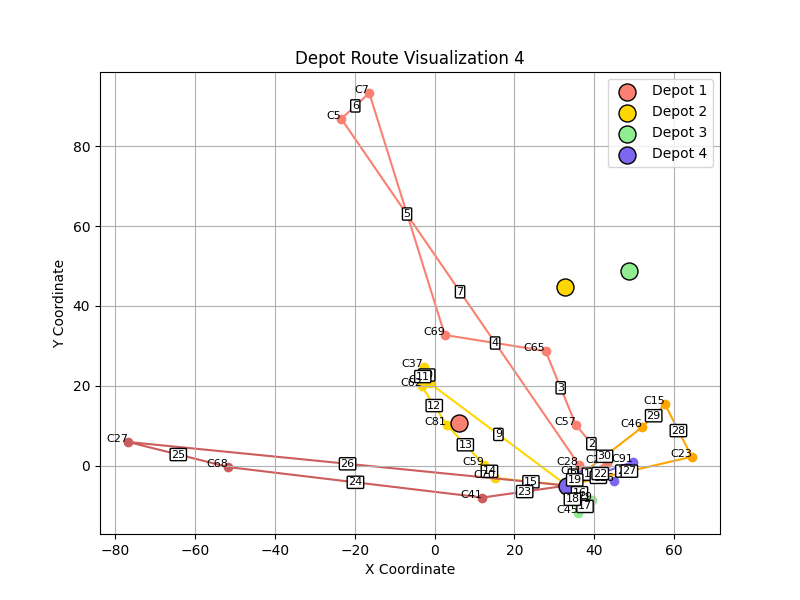 Depot Route Visualization 4
Depot 1
Depot 2
Depot 3
Depot 4
C7
C5
6
5
7
C69
4
C65
3
C37
11
C62
12
C81
C57
2
13
9
C59
C15
29
C46
28
30
C23
C91
27
22
C28
C27
25
C68
26
24
C41
23
15
19
18
17
C45
80
60
40
20
0
−80
−60
−40
−20
0
20
40
60
X Coordinate
Y Coordinate